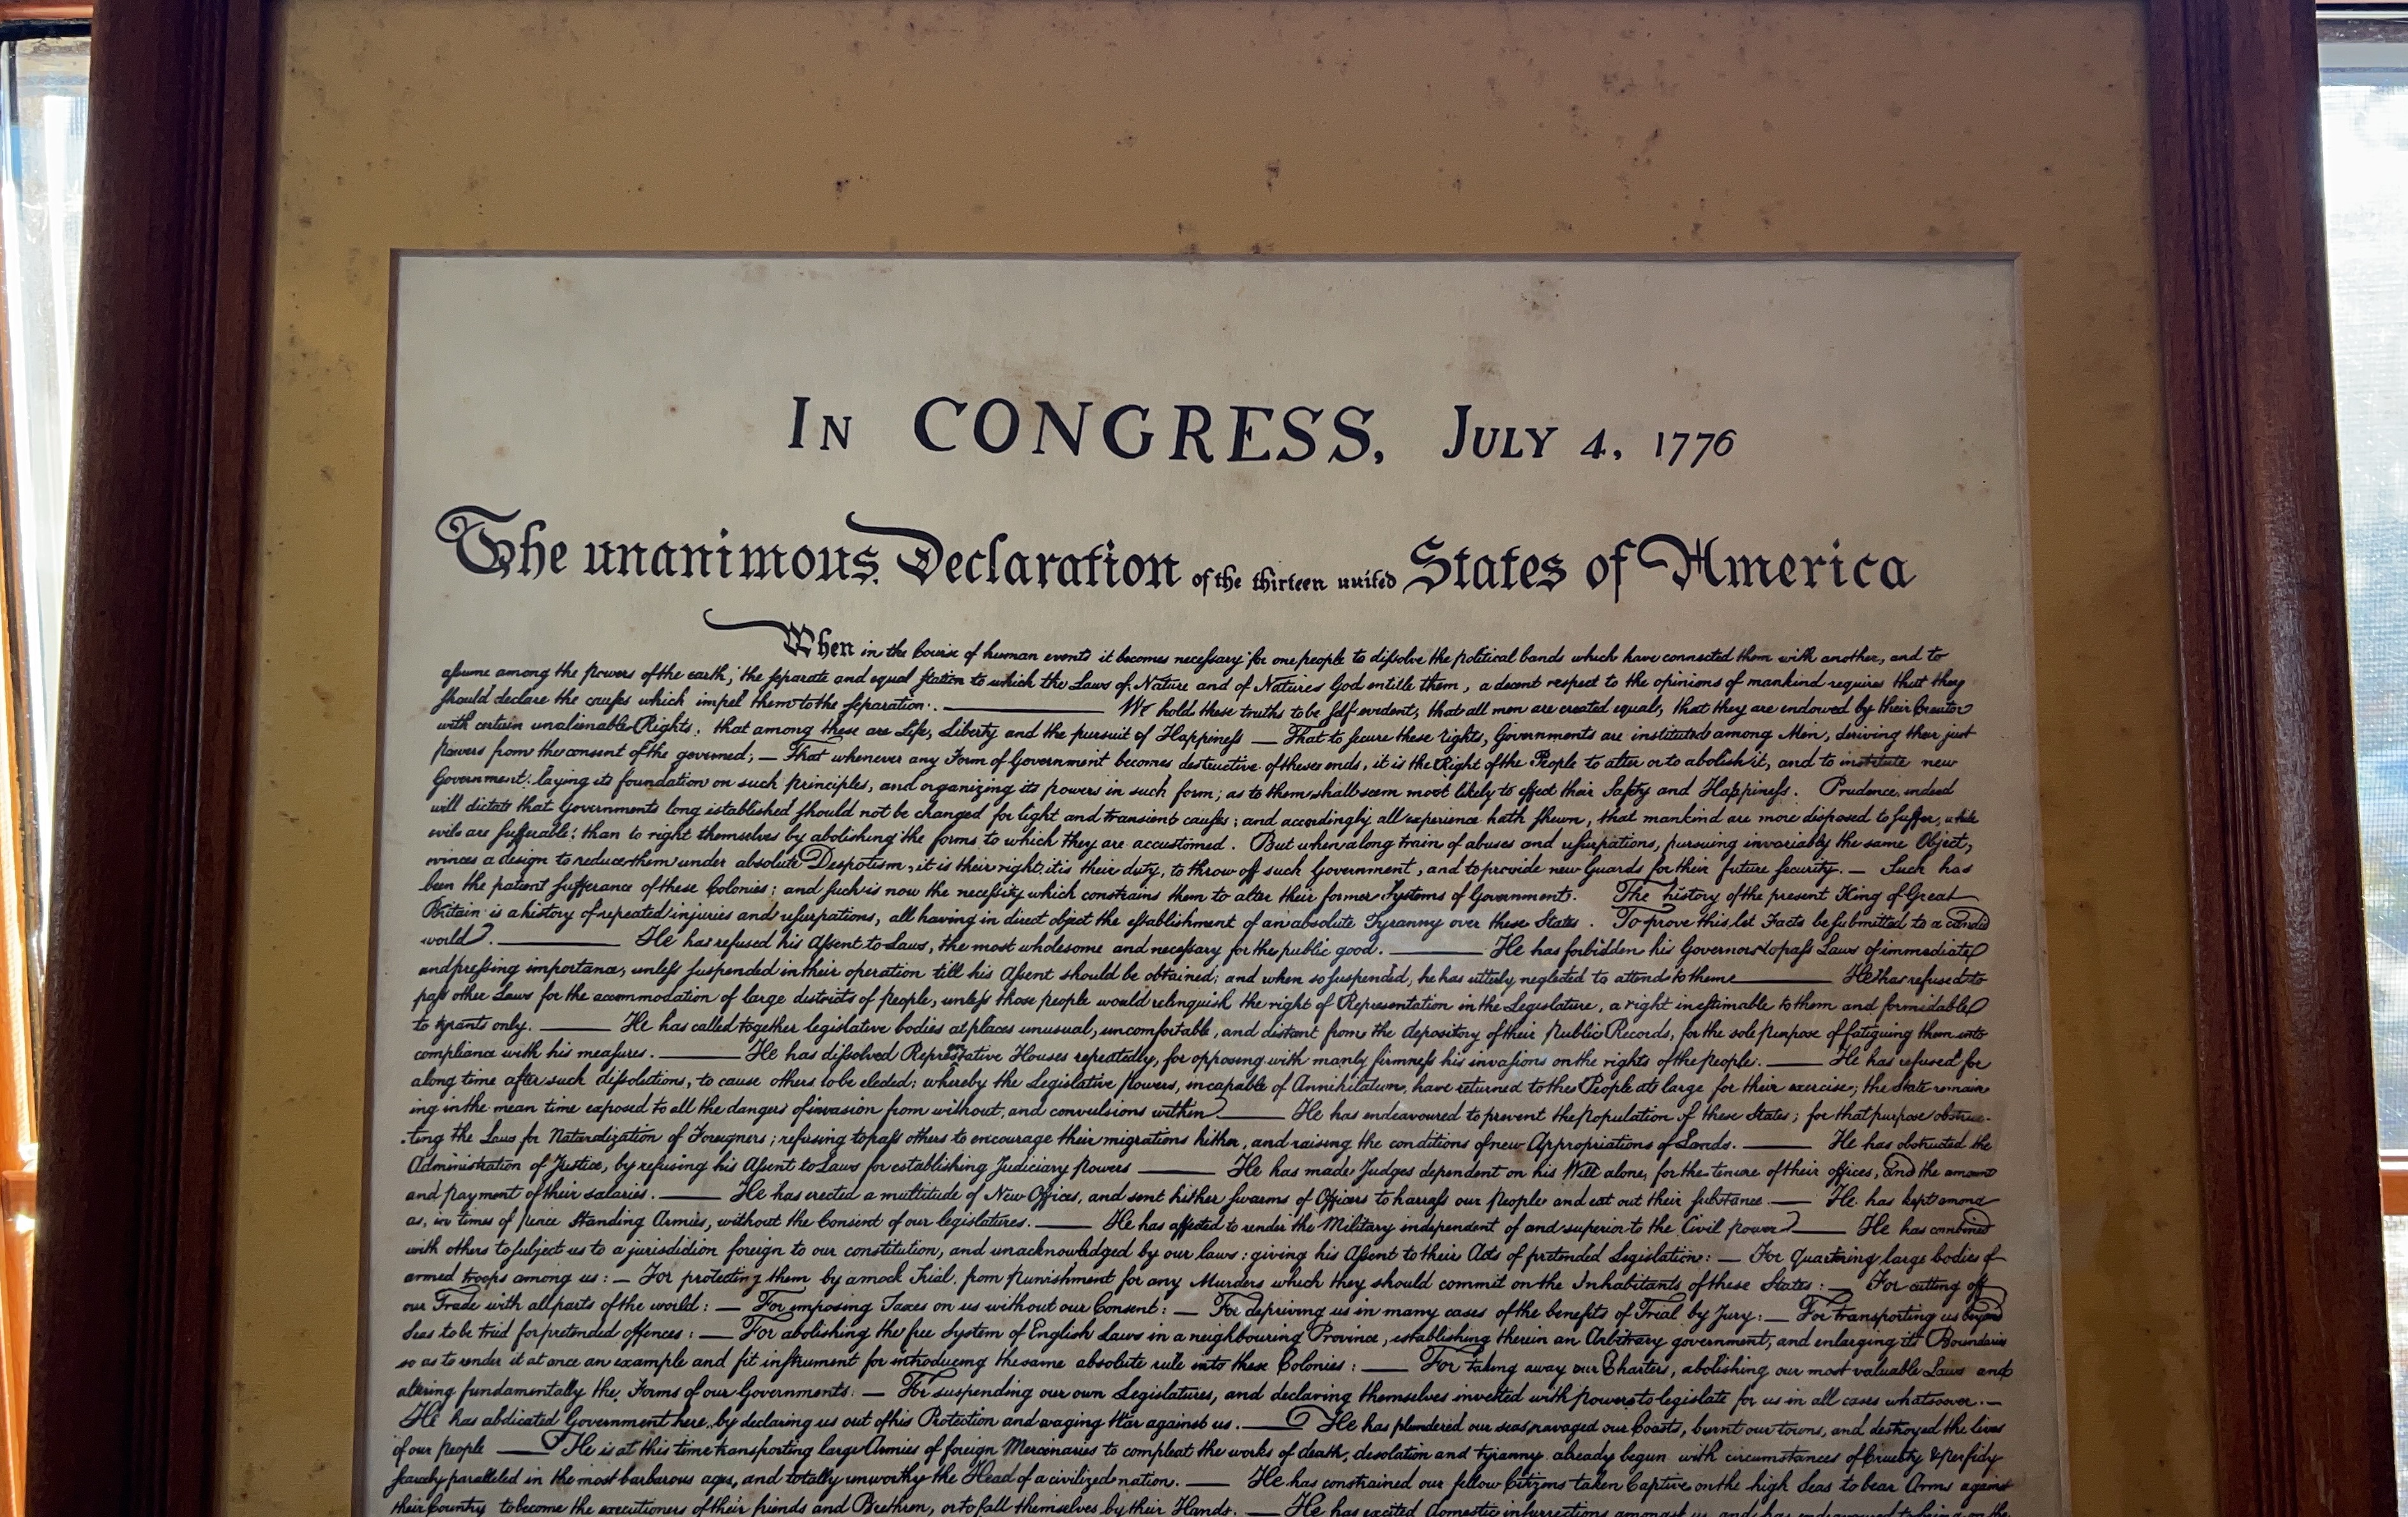 In CONGRESS, July 4, 1776
The unanimous Declaration of the thirteen united States of America
When in the Course of human events it becomes necessary for one people to dissolve the political bands which have connected them with another, and to
assume among the powers of the earth, the separate and equal station to which the Laws of Nature and of Natures God entitle them, a decent respect to the opinions of mankind requires that they
should declare the causes which impel them to the separation. We hold these truths to be self-evident, that all men are created equal, that they are endowed by their Creator
with certain unalienable Rights, that among these are Life, Liberty and the pursuit of Happiness — That to secure these rights, Governments are instituted among Men, deriving their just
powers from the consent of the governed, — That whenever any Form of Government becomes destructive of these ends, it is the Right of the People to alter or to abolish it, and to institute new
Government, laying its foundation on such principles, and organizing its powers in such form, as to them shall seem most likely to effect their Safety and Happiness. Prudence, indeed
will dictate that Governments long established should not be changed for light and transient causes; and accordingly all experience hath shewn, that mankind are more disposed to suffer, while
evils are sufferable, than to right themselves by abolishing the forms to which they are accustomed. But when a long train of abuses and usurpations, pursuing invariably the same Object,
evinces a design to reduce them under absolute Despotism, it is their right, it is their duty, to throw off such Government, and to provide new Guards for their future security. — Such has
been the patient sufferance of these Colonies; and such is now the necessity which constrains them to alter their former Systems of Government. The history of the present King of Great
Britain is a history of repeated injuries and usurpations, all having in direct object the establishment of an absolute Tyranny over these States. To prove this, let Facts be submitted to a candid
world. He has refused his Assent to Laws, the most wholesome and necessary for the public good. He has forbidden his Governors to pass Laws of immediate
and pressing importance, unless suspended in their operation till his Assent should be obtained; and when so suspended, he has utterly neglected to attend to them. He has refused to
pass other Laws for the accommodation of large districts of people, unless those people would relinquish the right of Representation in the Legislature, a right inestimable to them and formidable
to tyrants only. He has called together legislative bodies at places unusual, uncomfortable, and distant from the depository of their Public Records, for the sole purpose of fatiguing them into
compliance with his measures. He has dissolved Representative Houses repeatedly, for opposing with manly firmness his invasions on the rights of the people. He has refused for
a long time after such dissolutions, to cause others to be elected; whereby the Legislative powers, incapable of Annihilation, have returned to the People at large for their exercise; the State remain-
ing in the mean time exposed to all the dangers of invasion from without, and convulsions within. He has endeavoured to prevent the Population of these States; for that purpose obstruc-
ting the Laws for Naturalization of Foreigners; refusing to pass others to encourage their migrations hither, and raising the conditions of new Appropriations of Lands. He has obstructed the
Administration of Justice, by refusing his Assent to Laws for establishing Judiciary powers He has made Judges dependent on his Will alone, for the tenure of their offices, and the amount
and payment of their salaries. He has erected a multitude of New Offices, and sent hither swarms of Officers to harrass our People and eat out their substance. He has kept among
us, in times of peace Standing Armies, without the Consent of our legislatures. He has affected to render the Military independent of and superior to the Civil power. He has combined
with others to subject us to a jurisdiction foreign to our constitution, and unacknowledged by our laws; giving his Assent to their Acts of pretended Legislation: — For Quartering large bodies of
armed troops among us: — For protecting them by a mock Trial, from punishment for any Murders which they should commit on the Inhabitants of these States: — For cutting off
our Trade with all parts of the world: — For imposing Taxes on us without our Consent: — For depriving us in many cases of the benefits of Trial by Jury: — For transporting us beyond
Seas to be tried for pretended offences: — For abolishing the free System of English Laws in a neighbouring Province, establishing therein an Arbitrary government, and enlarging its Boundaries
so as to render it at once an example and fit instrument for introducing the same absolute rule into these Colonies: — For taking away our Charters, abolishing our most valuable Laws and
altering fundamentally the Forms of our Governments: — For suspending our own Legislatures, and declaring themselves invested with powers to legislate for us in all cases whatsoever. —
He has abdicated Government here, by declaring us out of his Protection and waging War against us. — He has plundered our seas, ravaged our Coasts, burnt our towns, and destroyed the lives
of our people — He is at this time transporting large Armies of foreign Mercenaries to compleat the works of death, desolation and tyranny already begun with circumstances of Cruelty & perfidy
scarcely paralleled in the most barbarous ages, and totally unworthy the Head of a civilized nation. — He has constrained our fellow Citizens taken Captive on the high Seas to bear Arms against
their Country to become the executioners of their friends and Brethren, or to fall themselves by their Hands. — He has excited domestic insurrections amongst us, and has endeavoured to bring on the